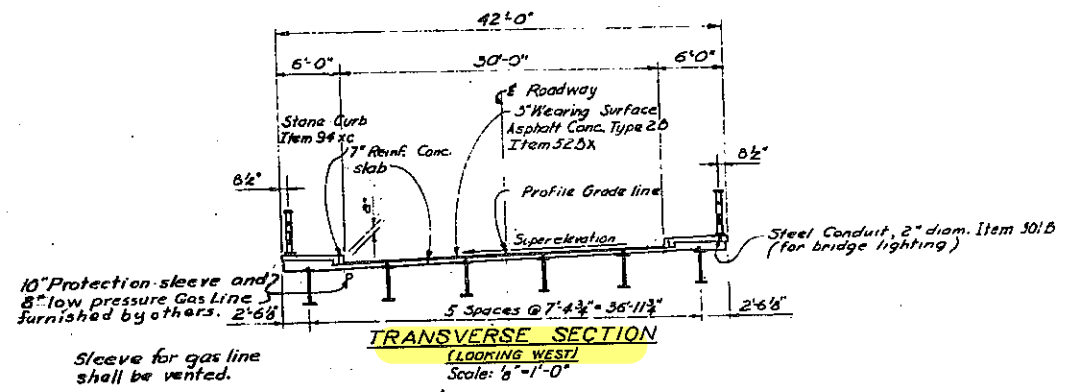 42'-0"
6'-0" 30'-0" 6'-0"
℄ Roadway
3" Wearing Surface
Asphalt Conc. Type 2B
Item 52BX
Stone Curb
Item 94xc
7" Reinf. Conc.
slab
8½"
8½"
Profile Grade line
8"
Superelevation
Steel Conduit, 2" diam. Item 301B
(for bridge lighting)
10" Protection sleeve and
8" low pressure Gas Line
furnished by others.
2'-6⅛" 5 Spaces @ 7'-4¾" = 36'-11¾" 2'-6⅛"
TRANSVERSE SECTION
(LOOKING WEST)
Scale: ⅛"=1'-0"
Sleeve for gas line
shall be vented.